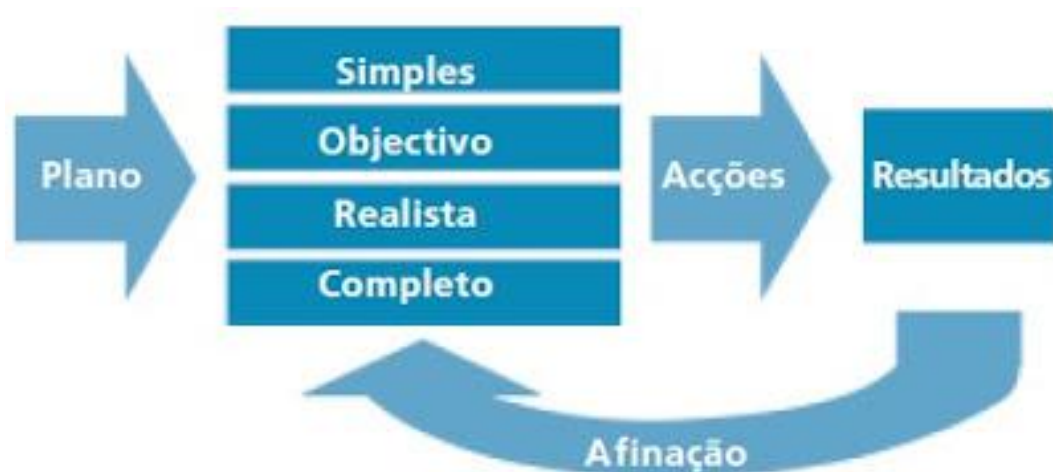 Plano
Simples
Objectivo
Realista
Completo
Acções
Resultados
Afinação